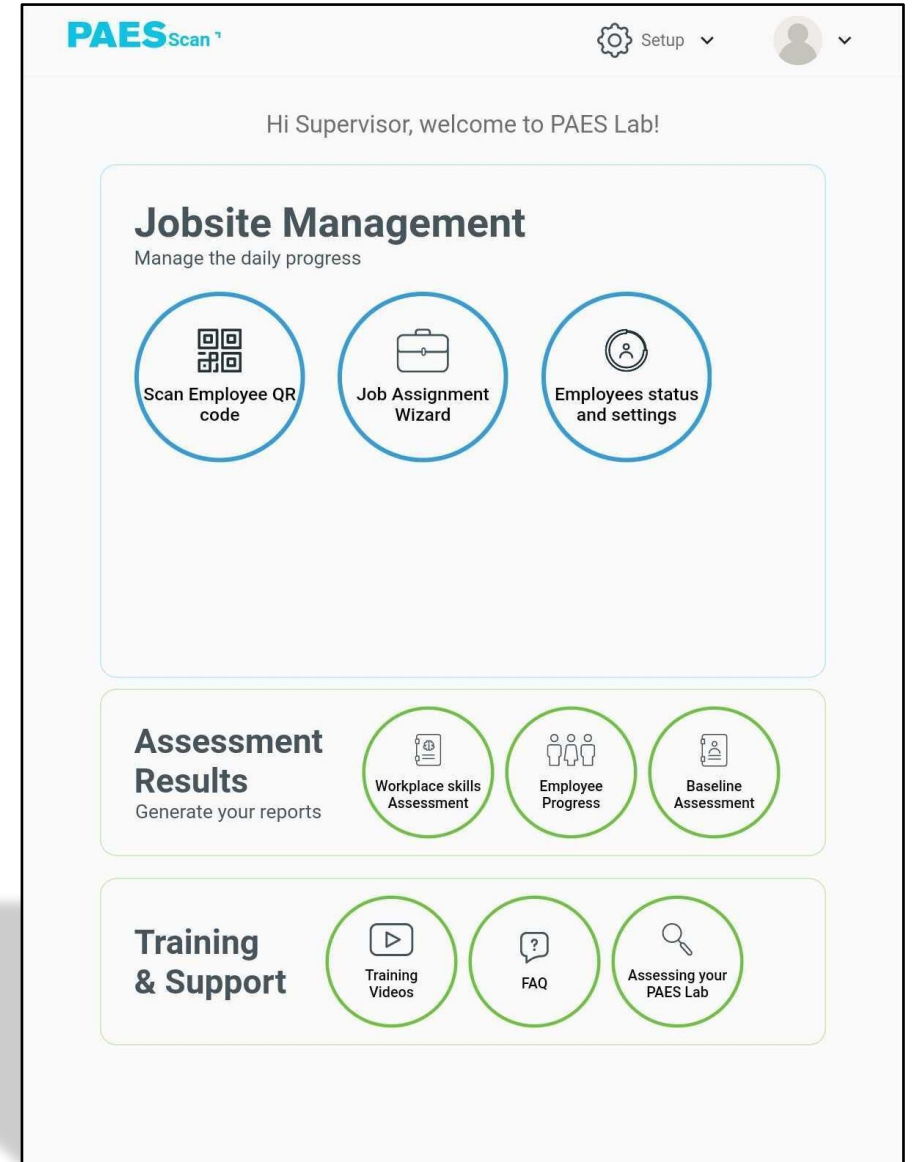 PAES Scan
Setup
Hi Supervisor, welcome to PAES Lab!
Jobsite Management
Manage the daily progress
Scan Employee QR
code
Job Assignment
Wizard
Employees status
and settings
Assessment
Results
Generate your reports
Workplace skills
Assessment
Employee
Progress
Baseline
Assessment
Training
& Support
Training
Videos
?
FAQ
Assessing your
PAES Lab